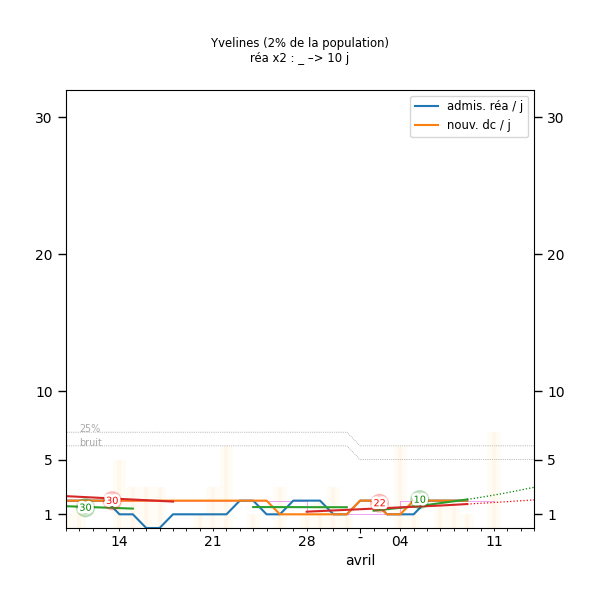 Yvelines (2% de la population)
réa x2 : _ –> 10 j
admis. réa / j
nouv. dc / j
30 30
20 20
10 10
25%
bruit
5 5
30 30 22 10
1 1
14 21 28 - 04 11
avril